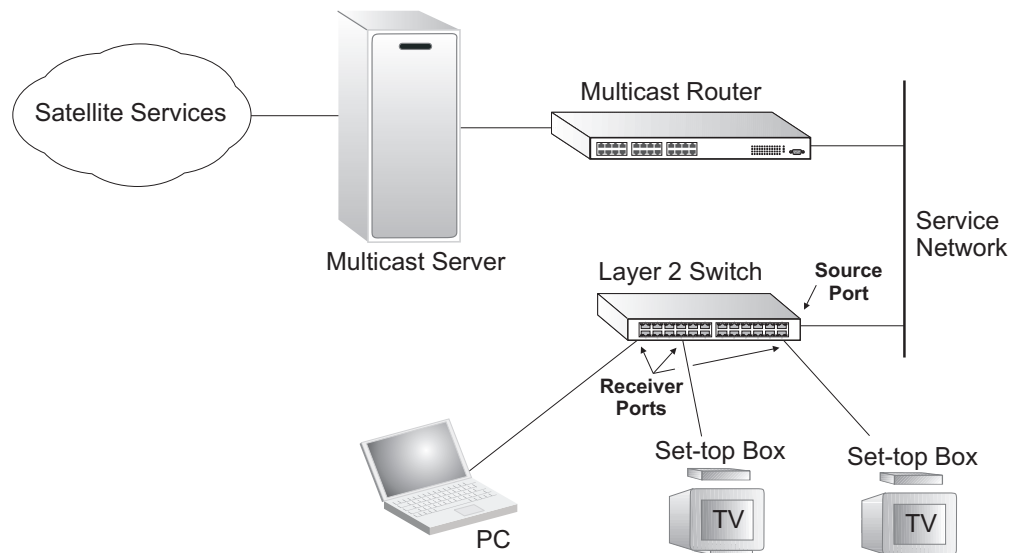 Satellite Services
Multicast Router
Multicast Server
Service
Network
Layer 2 Switch
Source
Port
Receiver
Ports
Set-top Box
Set-top Box
TV
TV
PC